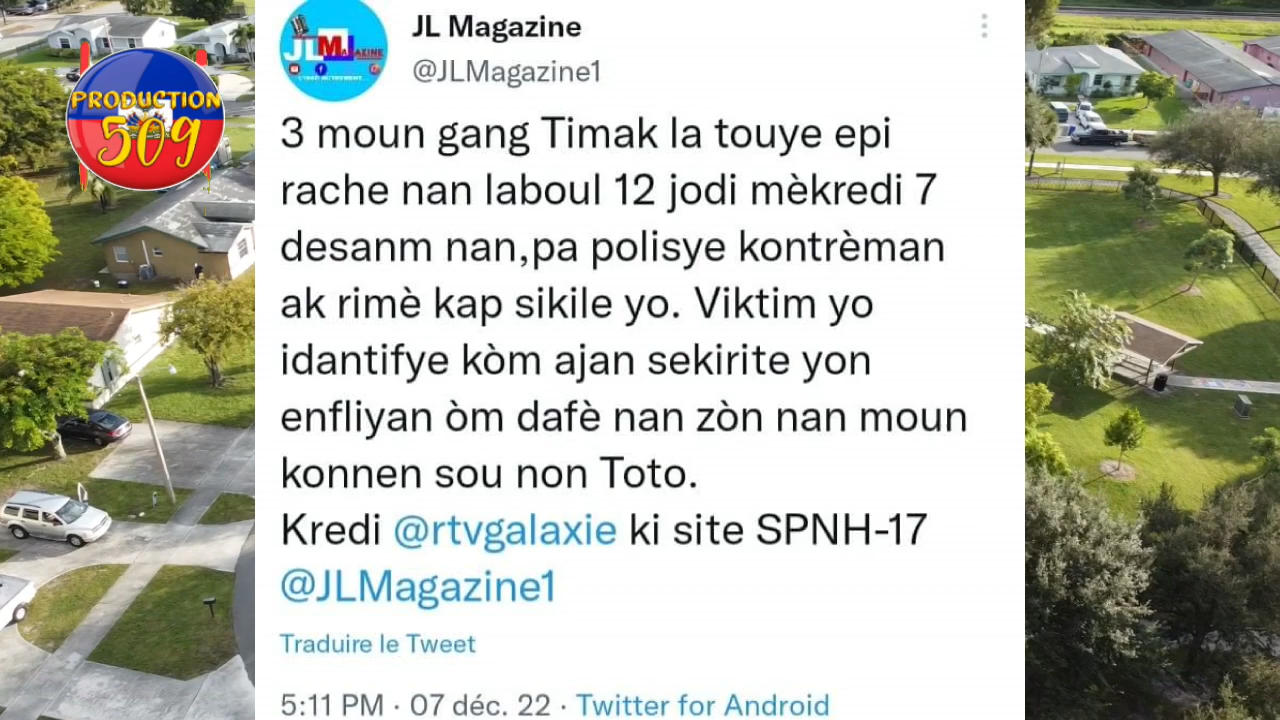 PRODUCTION
509
JLMAGAZINE
JL Magazine
@JLMagazine1
3 moun gang Timak la touye epi
rache nan laboul 12 jodi mèkredi 7
desanm nan,pa polisye kontrèman
ak rimè kap sikile yo. Viktim yo
idantifye kòm ajan sekirite yon
enfliyan òm dafè nan zòn nan moun
konnen sou non Toto.
Kredi @rtvgalaxie ki site SPNH-17
@JLMagazine1
Traduire le Tweet
5:11 PM · 07 déc. 22 · Twitter for Android